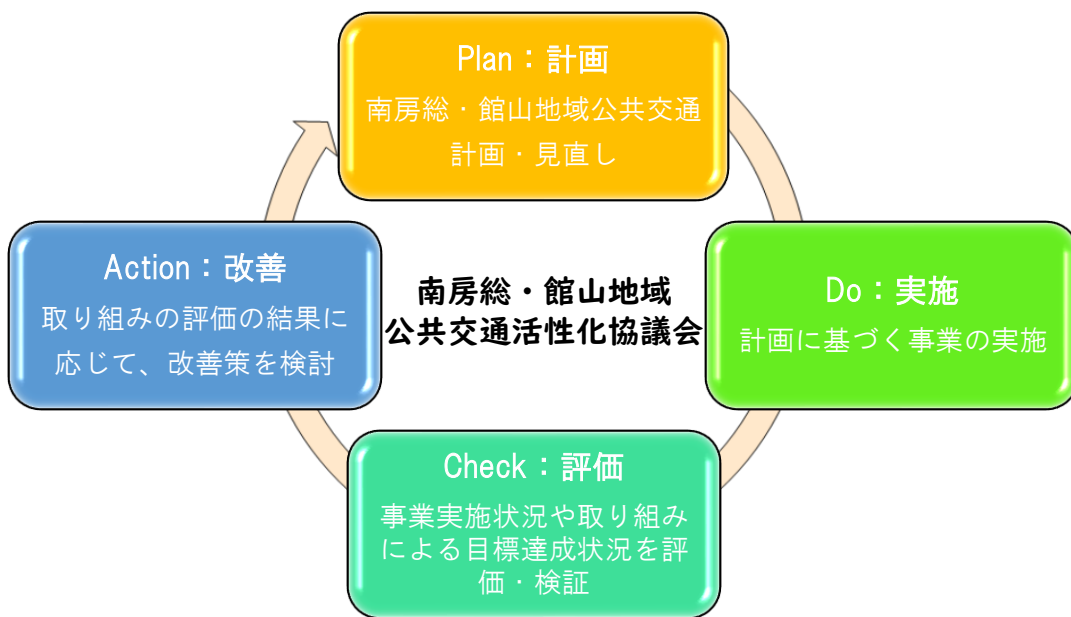 Plan：計画
南房総・館山地域公共交通
計画・見直し
Action：改善
取り組みの評価の結果に
応じて、改善策を検討
南房総・館山地域
公共交通活性化協議会
Do：実施
計画に基づく事業の実施
Check：評価
事業実施状況や取り組み
による目標達成状況を評
価・検証